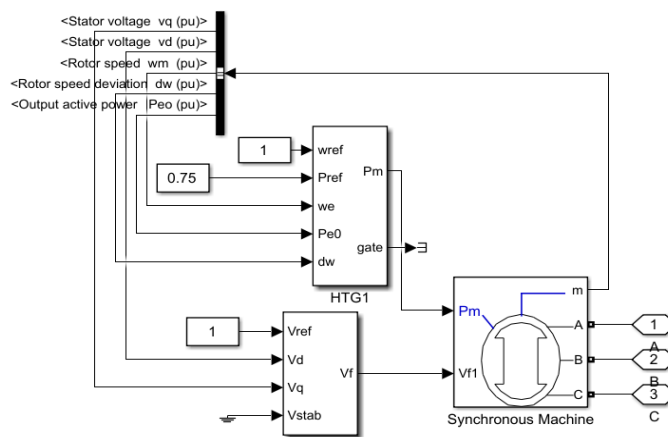 <Stator voltage vq (pu)>
<Stator voltage vd (pu)>
<Rotor speed wm (pu)>
<Rotor speed deviation dw (pu)>
<Output active power Peo (pu)>
1
wref
0.75
Pref
Pm
we
Pe0
gate
dw
HTG1
m
Pm
A
1
A
1
Vref
Vd
Vf
Vf1
B
2
B
Vq
C
3
C
Vstab
Synchronous Machine